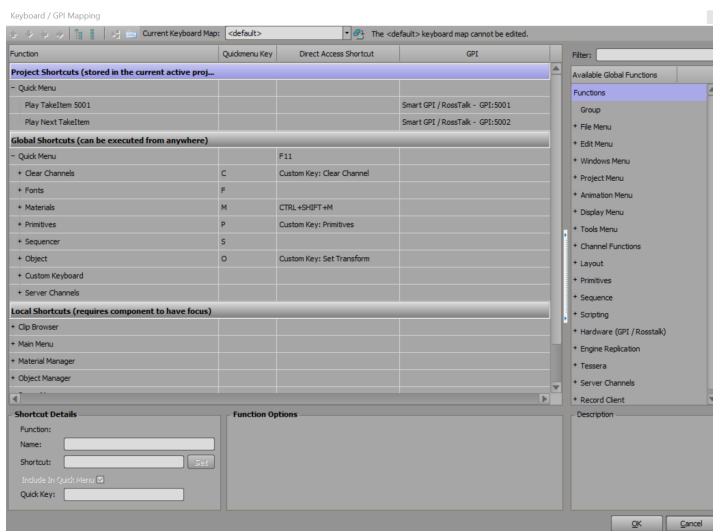 Keyboard / GPI Mapping
Current Keyboard Map: <default> The <default> keyboard map cannot be edited.
Function Quickmenu Key Direct Access Shortcut GPI
Project Shortcuts (stored in the current active proj...
- Quick Menu
Play TakeItem 5001 Smart GPI / RossTalk - GPI:5001
Play Next TakeItem Smart GPI / RossTalk - GPI:5002
Global Shortcuts (can be executed from anywhere)
- Quick Menu F11
+ Clear Channels C Custom Key: Clear Channel
+ Fonts F
+ Materials M CTRL+SHIFT+M
+ Primitives P Custom Key: Primitives
+ Sequencer S
+ Object O Custom Key: Set Transform
+ Custom Keyboard
+ Server Channels
Local Shortcuts (requires component to have focus)
+ Clip Browser
+ Main Menu
+ Material Manager
+ Object Manager
Filter:
Available Global Functions
Functions
Group
+ File Menu
+ Edit Menu
+ Windows Menu
+ Project Menu
+ Animation Menu
+ Display Menu
+ Tools Menu
+ Channel Functions
+ Layout
+ Primitives
+ Sequence
+ Scripting
+ Hardware (GPI / Rosstalk)
+ Engine Replication
+ Tessera
+ Server Channels
+ Record Client
Shortcut Details
Function:
Name:
Shortcut: Set
Include In Quick Menu
Quick Key:
Function Options
Description
OK Cancel